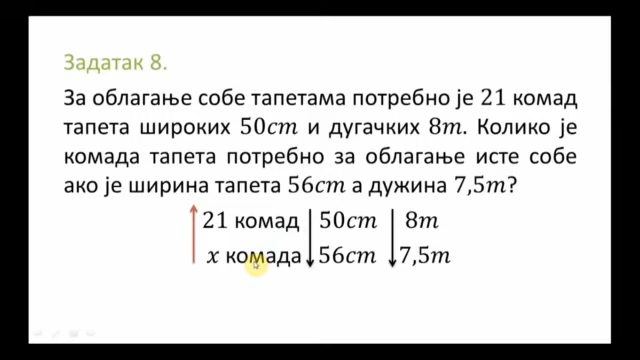 Задатак 8.
За облагање собе тапетама потребно је 21 комад
тапета широких 50cm и дугачких 8m. Колико је
комада тапета потребно за облагање исте собе
ако је ширина тапета 56cm а дужина 7,5m?
21 комад 50cm 8m
x комада 56cm 7,5m